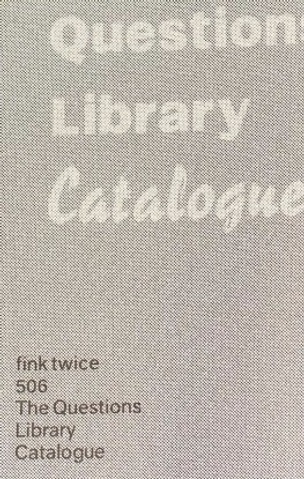 Questions
Library
Catalogue
fink twice
506
The Questions
Library
Catalogue